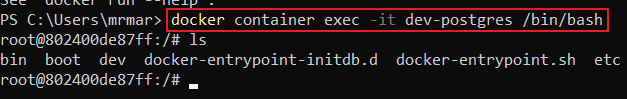 See 'docker run --help'.
PS C:\Users\mrmar> docker container exec -it dev-postgres /bin/bash
root@802400de87ff:/# ls
bin  boot  dev  docker-entrypoint-initdb.d  docker-entrypoint.sh  etc
root@802400de87ff:/#